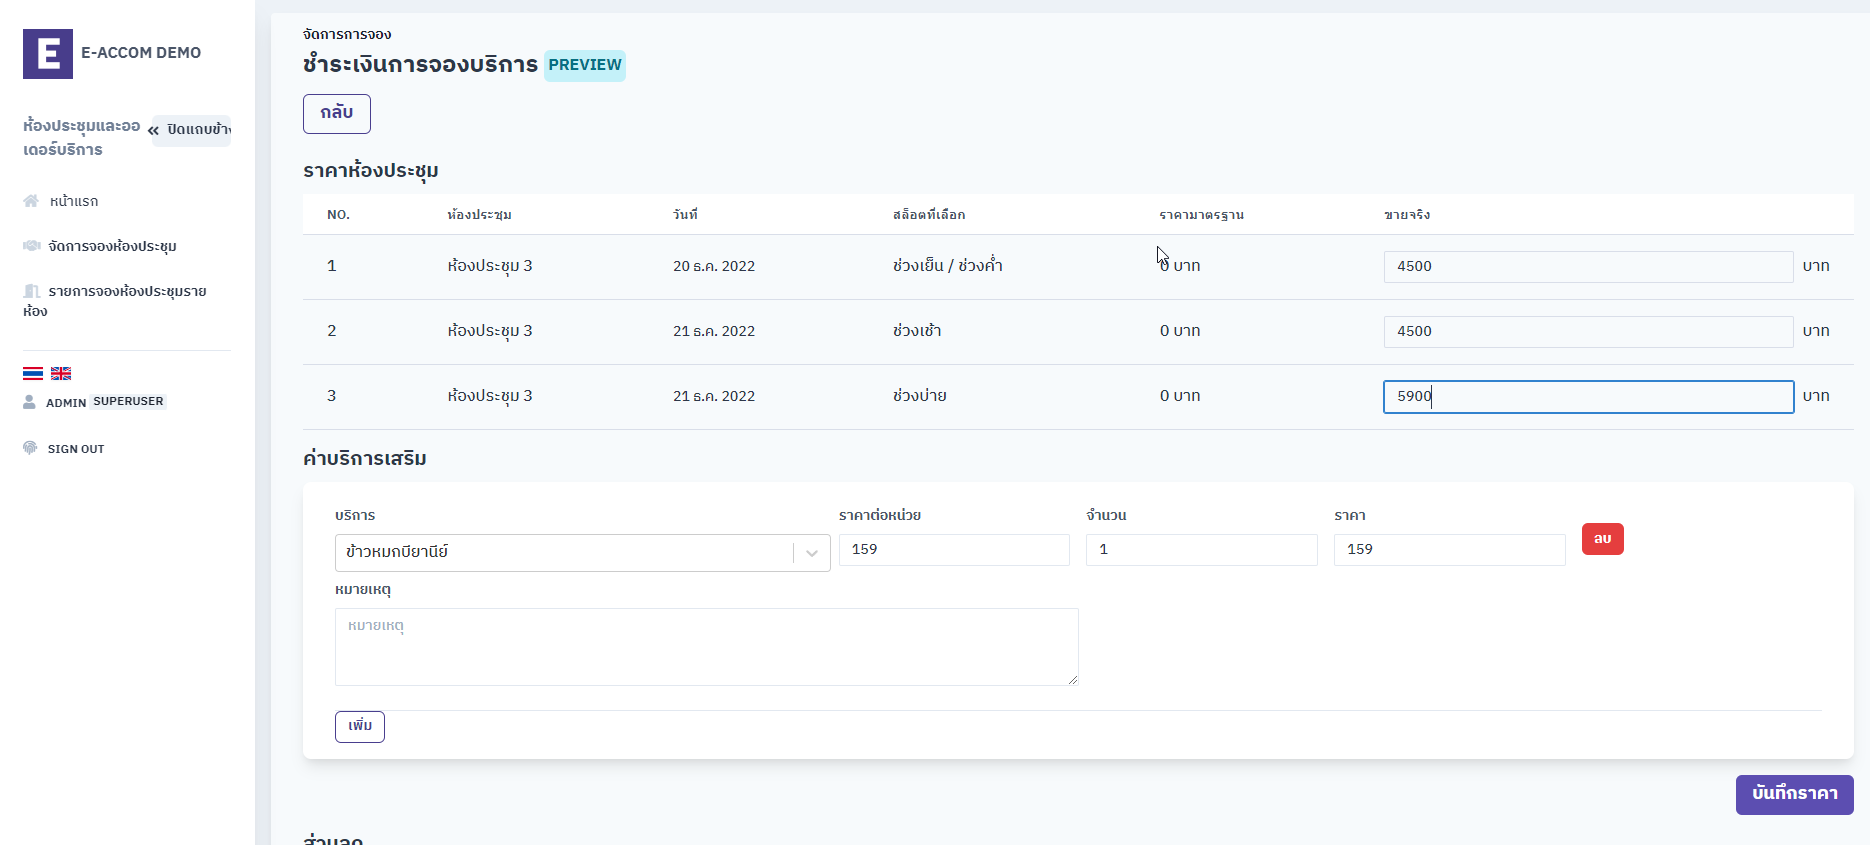 E
E-ACCOM DEMO
ห้องประชุมและออ
เดอร์บริการ
ปิดแถบข้าง
หน้าแรก
จัดการจองห้องประชุม
รายการจองห้องประชุมราย
ห้อง
ADMIN SUPERUSER
SIGN OUT
จัดการการจอง
ชำระเงินการจองบริการ PREVIEW
กลับ
ราคาห้องประชุม
NO. ห้องประชุม วันที่ สล็อตที่เลือก ราคามาตรฐาน ขายจริง
1 ห้องประชุม 3 20 ธ.ค. 2022 ช่วงเย็น / ช่วงค่ำ 0 บาท 4500 บาท
2 ห้องประชุม 3 21 ธ.ค. 2022 ช่วงเช้า 0 บาท 4500 บาท
3 ห้องประชุม 3 21 ธ.ค. 2022 ช่วงบ่าย 0 บาท 5900 บาท
ค่าบริการเสริม
บริการ ราคาต่อหน่วย จำนวน ราคา
ข้าวหมกบียานีย์ 159 1 159 ลบ
หมายเหตุ
หมายเหตุ
เพิ่ม
บันทึกราคา
ส่วนลด